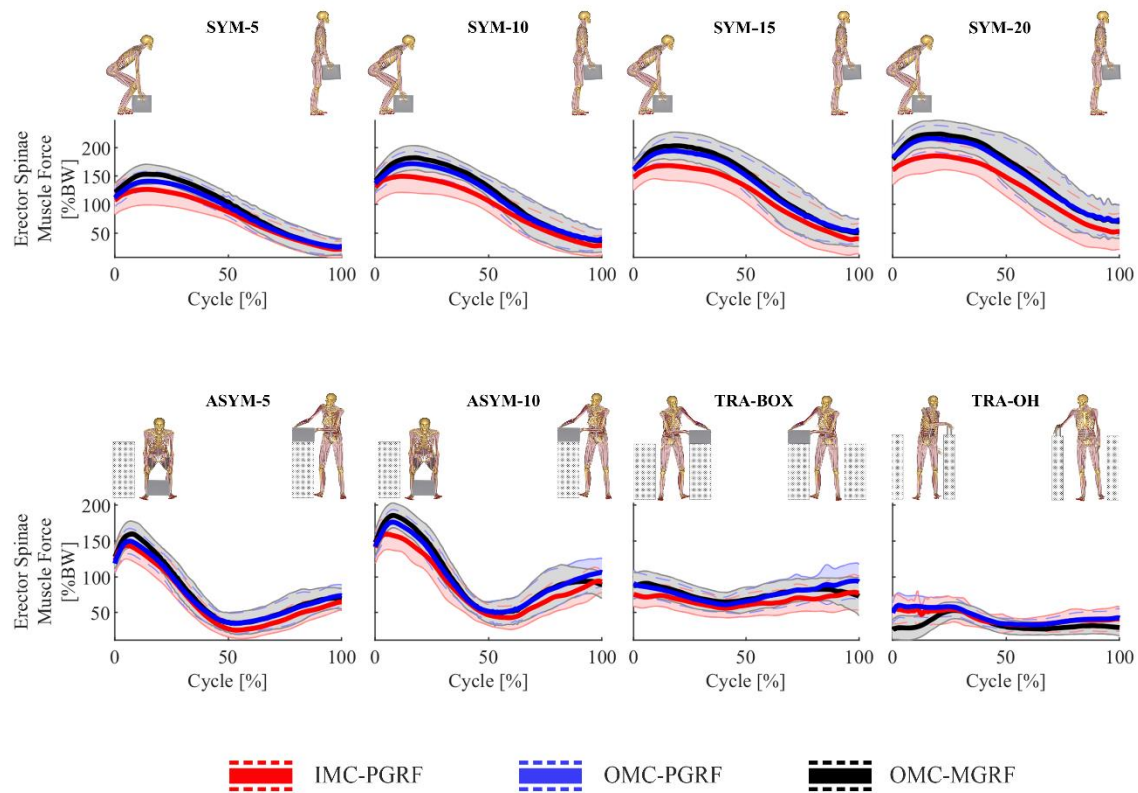 SYM-5 SYM-10 SYM-15 SYM-20
Erector Spinae
Muscle Force
[%BW]
200
150
100
50
0 50 100 0 50 100 0 50 100 0 50 100
Cycle [%] Cycle [%] Cycle [%] Cycle [%]
ASYM-5 ASYM-10 TRA-BOX TRA-OH
Erector Spinae
Muscle Force
[%BW]
200
150
100
50
0 50 100 0 50 100 0 50 100 0 50 100
Cycle [%] Cycle [%] Cycle [%] Cycle [%]
IMC-PGRF OMC-PGRF OMC-MGRF